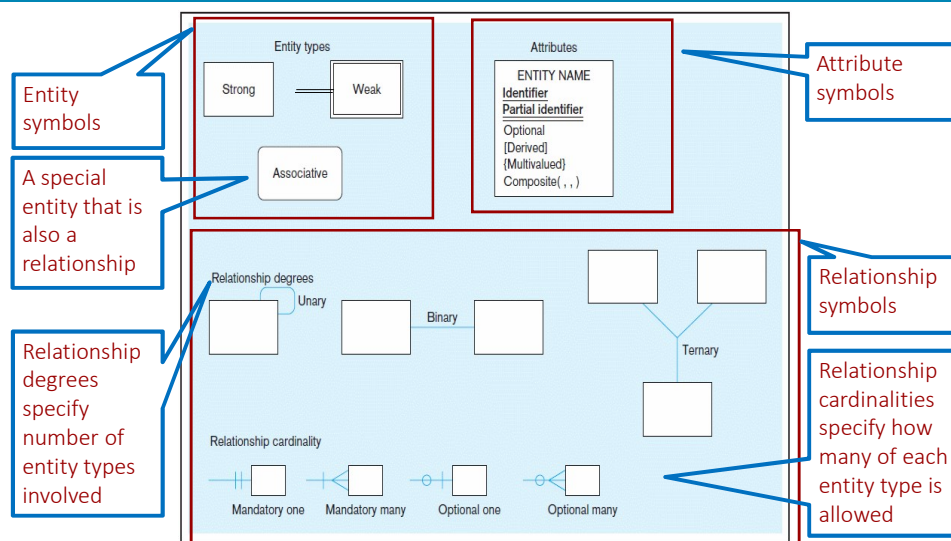 Entity types
Strong
Weak
Associative
Attributes
ENTITY NAME
Identifier
Partial identifier
Optional
[Derived]
{Multivalued}
Composite( , , )
Entity
symbols
A special
entity that is
also a
relationship
Attribute
symbols
Relationship degrees
Unary
Binary
Ternary
Relationship
symbols
Relationship
degrees
specify
number of
entity types
involved
Relationship
cardinalities
specify how
many of each
entity type is
allowed
Relationship cardinality
Mandatory one
Mandatory many
Optional one
Optional many